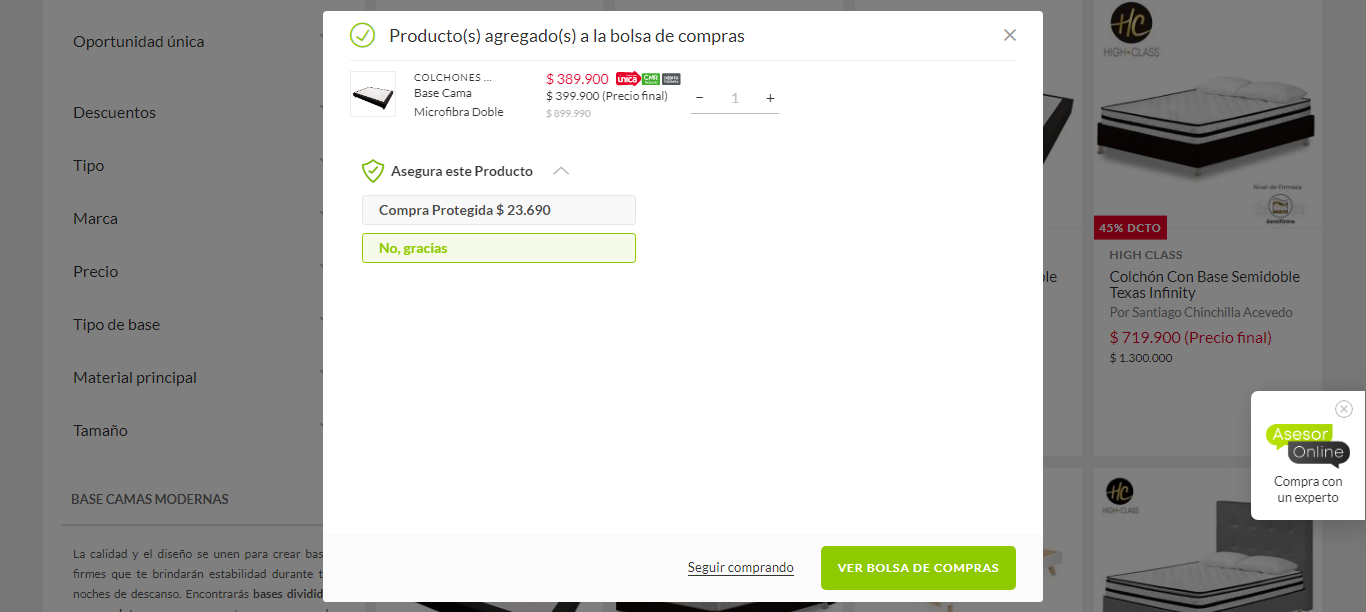 Producto(s) agregado(s) a la bolsa de compras
COLCHONES ...
Base Cama
Microfibra Doble
$ 389.900 única CMR
$ 399.900 (Precio final)
$ 899.990
− 1 +
Asegura este Producto
Compra Protegida $ 23.690
No, gracias
Seguir comprando
VER BOLSA DE COMPRAS
Oportunidad única
Descuentos
Tipo
Marca
Precio
Tipo de base
Material principal
Tamaño
BASE CAMAS MODERNAS
La calidad y el diseño se unen para crear bas
firmes que te brindarán estabilidad durante t
noches de descanso. Encontrarás bases dividid
ble
HC
HIGH CLASS
Nivel de Firmeza
Semifirme
45% DCTO
HIGH CLASS
Colchón Con Base Semidoble
Texas Infinity
Por Santiago Chinchilla Acevedo
$ 719.900 (Precio final)
$ 1.300.000
HC
HIGH CLASS
Asesor
Online
Compra con
un experto